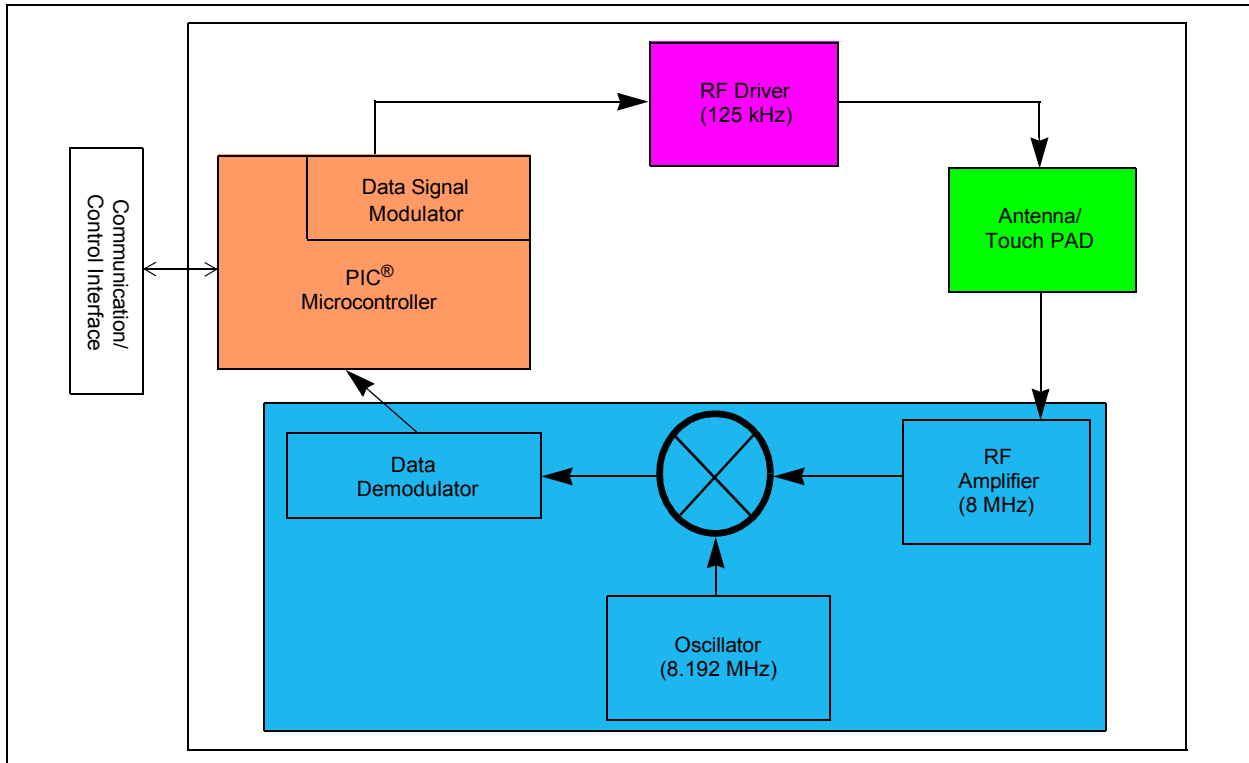 RF Driver
(125 kHz)
Data Signal
Modulator
Antenna/
Touch PAD
Communication/
Control Interface
PIC®
Microcontroller
RF
Amplifier
(8 MHz)
Data
Demodulator
Oscillator
(8.192 MHz)